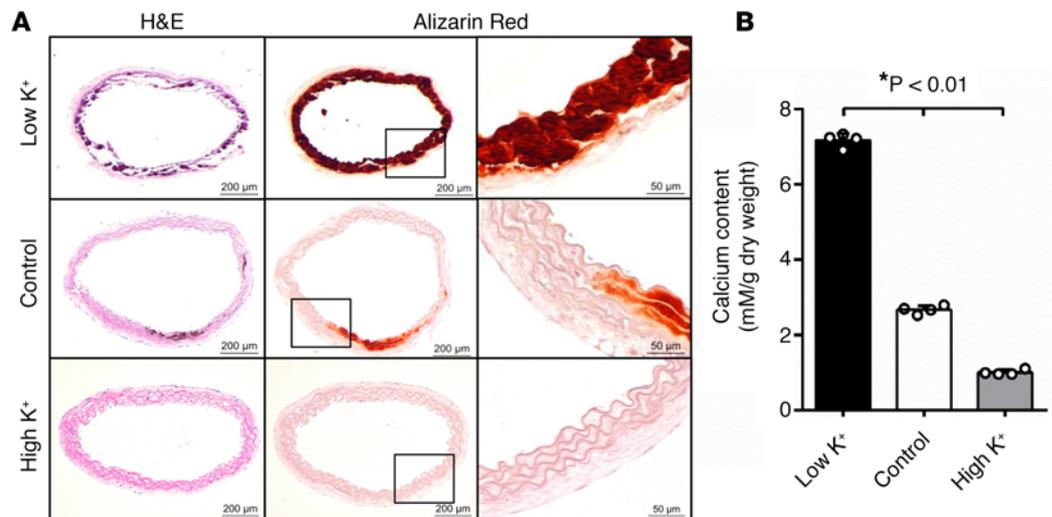 A
H&E
Alizarin Red
Low K⁺
200 μm
200 μm
50 μm
Control
200 μm
200 μm
50 μm
High K⁺
200 μm
200 μm
50 μm
B
*P < 0.01
Calcium content
(mM/g dry weight)
8
6
4
2
0
Low K⁺
Control
High K⁺